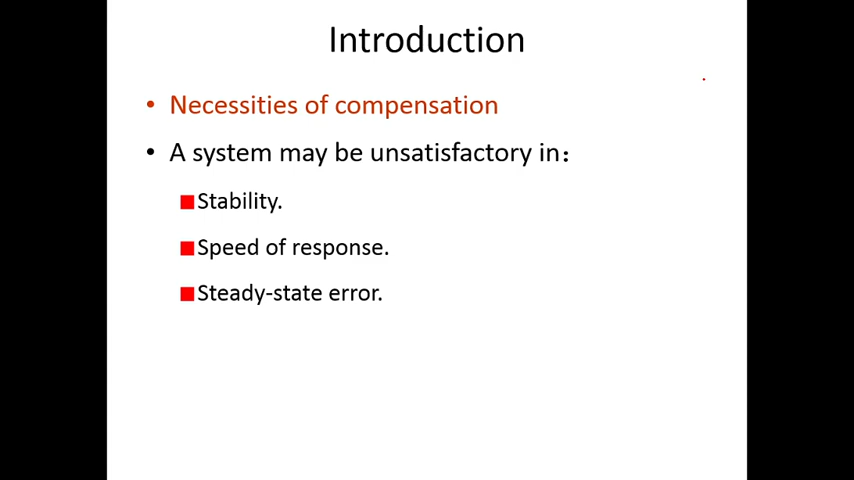 Introduction
• Necessities of compensation
• A system may be unsatisfactory in：
■Stability.
■Speed of response.
■Steady-state error.